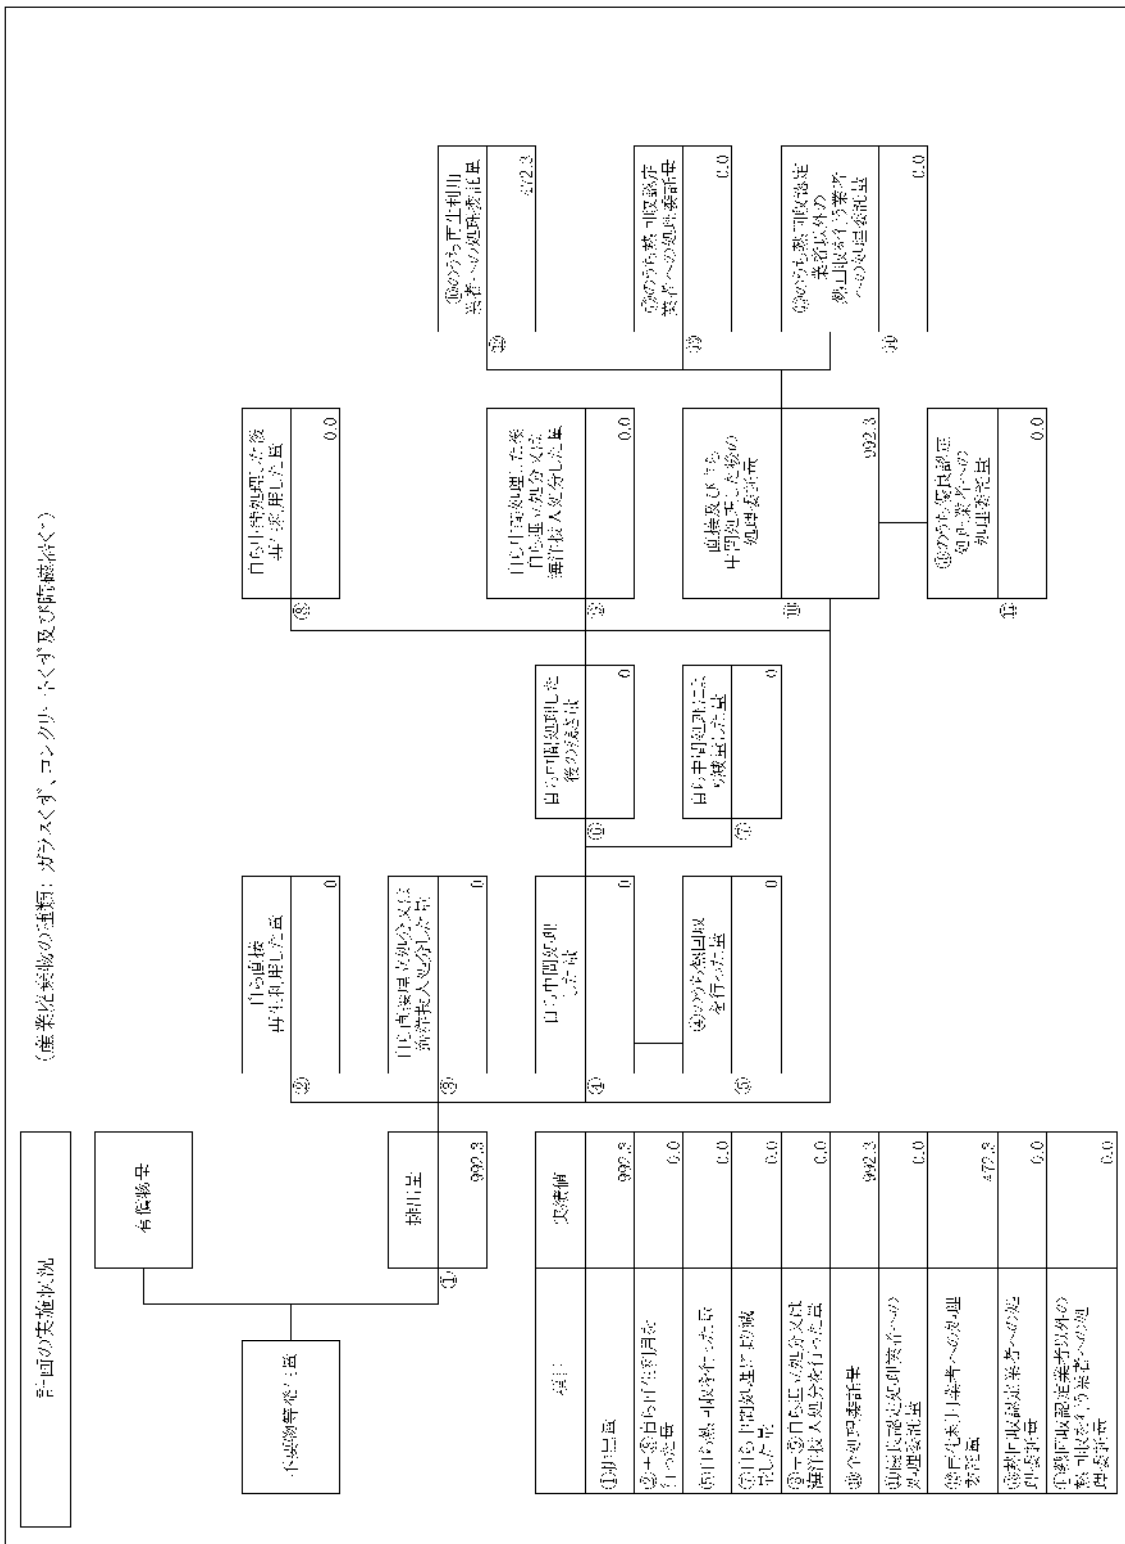 計画の実施状況
(産業廃棄物の種類: ガラスくず、コンクリートくず及び陶磁器くず)
不要物等発生量
有償物量
排出量
①
992.3
自ら直接
再生利用した量
②
0
自ら直接埋立処分又は
海洋投入処分した量
③
0
自ら中間処理
した量
④
0
④のうち熱回収
を行った量
⑤
0
自ら中間処理した
後の残さ量
⑥
0
自ら中間処理によ
り減量した量
⑦
0
自ら中間処理した後
再生利用した量
⑧
0.0
自ら中間処理した後
自ら埋立処分又は
海洋投入処分した量
⑨
0.0
直接及び自ら
中間処理した後の
処理委託量
⑩
992.3
⑩のうち優良認定
処理業者への
処理委託量
⑪
0.0
⑩のうち再生利用
業者への処理委託量
⑫
472.3
⑩のうち熱回収認定
業者への処理委託量
⑬
0.0
⑩のうち熱回収認定
業者以外の
熱回収を行う業者
への処理委託量
⑭
0.0
項目
実績値
①排出量
992.3
②+⑧自ら再生利用を
行った量
0.0
⑤自ら熱回収を行った量
0.0
⑦自ら中間処理により減
量した量
0.0
③+⑨自ら埋立処分又は
海洋投入処分を行った量
0.0
⑩全処理委託量
992.3
⑪優良認定処理業者への
処理委託量
0.0
⑫再生利用業者への処理
委託量
472.3
⑬熱回収認定業者への処
理委託量
0.0
⑭熱回収認定業者以外の
熱回収を行う業者への処
理委託量
0.0